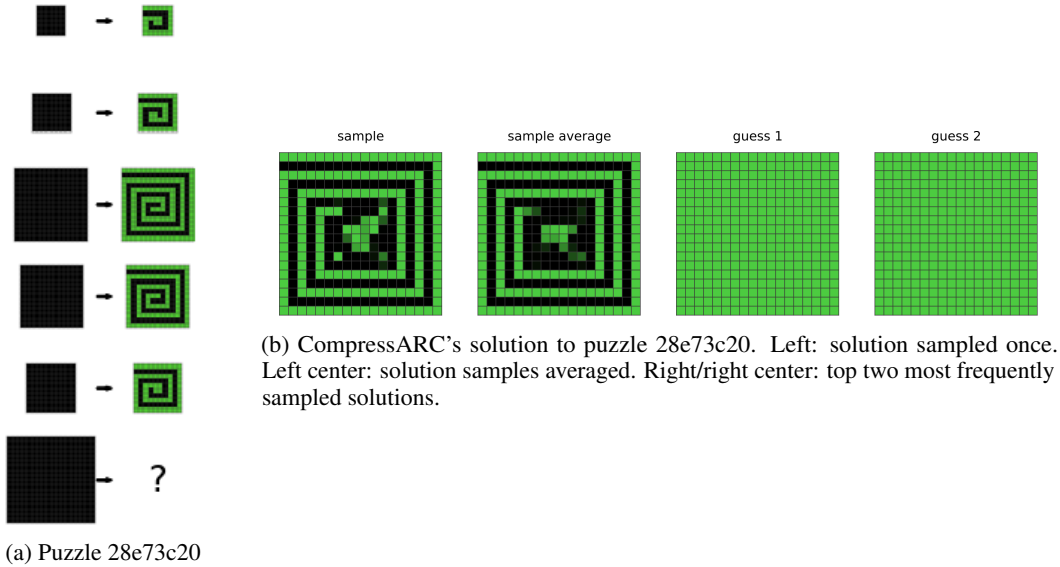 sample
sample average
guess 1
guess 2
(b) CompressARC's solution to puzzle 28e73c20. Left: solution sampled once.
Left center: solution samples averaged. Right/right center: top two most frequently
sampled solutions.
?
(a) Puzzle 28e73c20